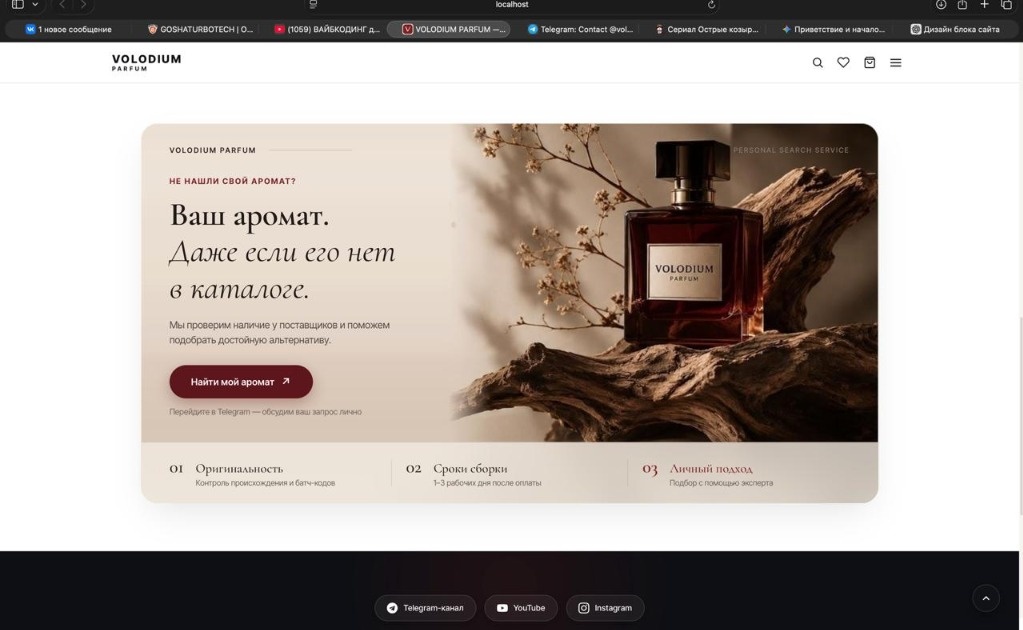 localhost
1 новое сообщение
GOSHATURBOTECH | O...
(1059) ВАЙБКОДИНГ д...
VOLODIUM PARFUM —...
Telegram: Contact @vol...
Сериал Острые козыр...
Приветствие и начало...
Дизайн блока сайта
VOLODIUM
PARFUM
VOLODIUM PARFUM
PERSONAL SEARCH SERVICE
НЕ НАШЛИ СВОЙ АРОМАТ?
Ваш аромат.
Даже если его нет
в каталоге.
VOLODIUM
PARFUM
Мы проверим наличие у поставщиков и поможем
подобрать достойную альтернативу.
Найти мой аромат
Перейдите в Telegram — обсудим ваш запрос лично
01 Оригинальность
Контроль происхождения и батч-кодов
02 Сроки сборки
1–3 рабочих дня после оплаты
03 Личный подход
Подбор с помощью эксперта
Telegram-канал
YouTube
Instagram